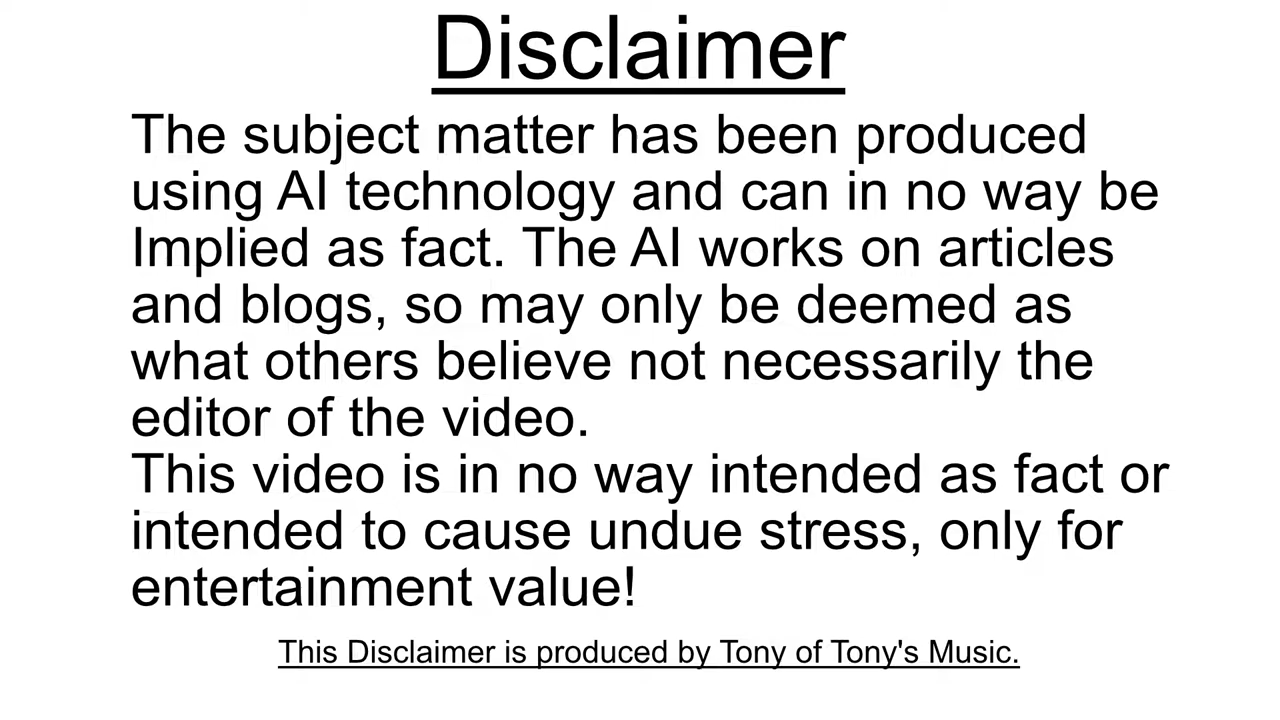 Disclaimer
The subject matter has been produced
using AI technology and can in no way be
Implied as fact. The AI works on articles
and blogs, so may only be deemed as
what others believe not necessarily the
editor of the video.
This video is in no way intended as fact or
intended to cause undue stress, only for
entertainment value!
This Disclaimer is produced by Tony of Tony's Music.